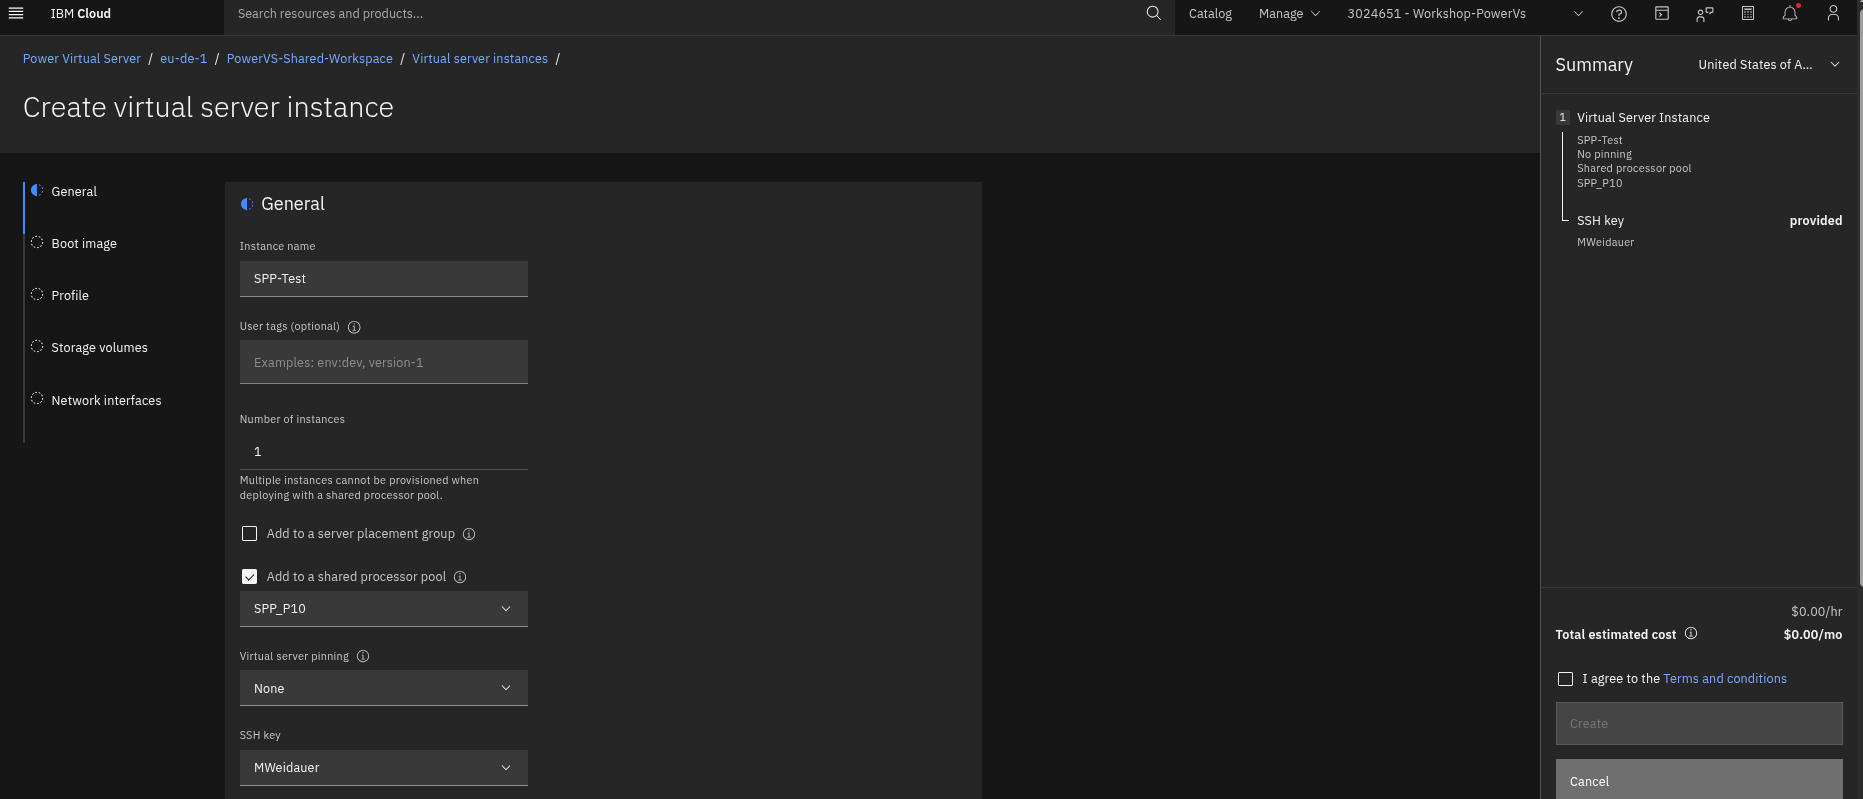 IBM Cloud
Search resources and products...
Catalog
Manage
3024651 - Workshop-PowerVs
Power Virtual Server / eu-de-1 / PowerVS-Shared-Workspace / Virtual server instances /
Create virtual server instance
General
Boot image
Profile
Storage volumes
Network interfaces
General
Instance name
SPP-Test
User tags (optional)
Examples: env:dev, version-1
Number of instances
1
Multiple instances cannot be provisioned when
deploying with a shared processor pool.
Add to a server placement group
Add to a shared processor pool
SPP_P10
Virtual server pinning
None
SSH key
MWeidauer
Summary
United States of A...
1 Virtual Server Instance
SPP-Test
No pinning
Shared processor pool
SPP_P10
SSH key provided
MWeidauer
$0.00/hr
Total estimated cost $0.00/mo
I agree to the Terms and conditions
Create
Cancel